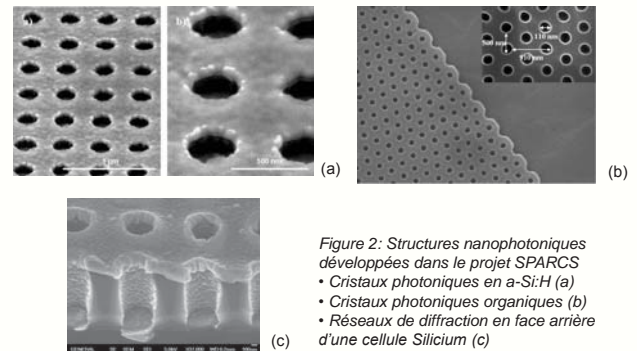 b)
1 µm
500 nm
(a)
500 nm
110 nm
(b)
(c)
Figure 2: Structures nanophotoniques
développées dans le projet SPARCS
• Cristaux photoniques en a-Si:H (a)
• Cristaux photoniques organiques (b)
• Réseaux de diffraction en face arrière
d'une cellule Silicium (c)